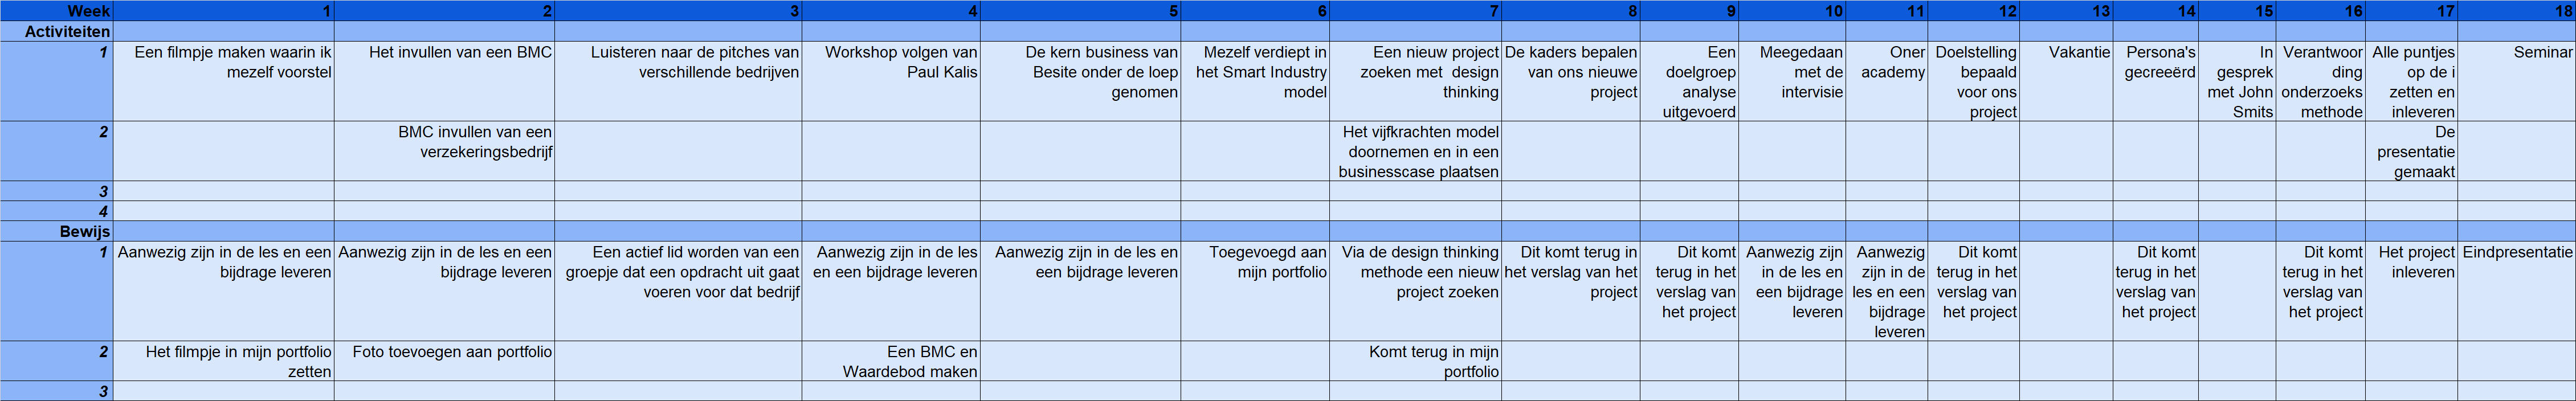 Week 1 2 3 4 5 6 7 8 9 10 11 12 13 14 15 16 17 18
Activiteiten
1 Een filmpje maken waarin ik Het invullen van een BMC Luisteren naar de pitches van Workshop volgen van De kern business van Mezelf verdiept in Een nieuw project De kaders bepalen Een Meegedaan Oner Doelstelling Vakantie Persona's In Verantwoor Alle puntjes Seminar
mezelf voorstel verschillende bedrijven Paul Kalis Besite onder de loep het Smart Industry zoeken met design van ons nieuwe doelgroep met de academy bepaald gecreeërd gesprek ding op de i
genomen model thinking project analyse intervisie voor ons met John onderzoeks zetten en
uitgevoerd project Smits methode inleveren
2 BMC invullen van een Het vijfkrachten model De
verzekeringsbedrijf doornemen en in een presentatie
businesscase plaatsen gemaakt
3
4
Bewijs
1 Aanwezig zijn in de les en een Aanwezig zijn in de les en een Een actief lid worden van een Aanwezig zijn in de les Aanwezig zijn in de les en Toegevoegd aan Via de design thinking Dit komt terug in Dit komt Aanwezig zijn Aanwezig Dit komt Dit komt Dit komt Het project Eindpresentatie
bijdrage leveren bijdrage leveren groepje dat een opdracht uit gaat en een bijdrage leveren een bijdrage leveren mijn portfolio methode een nieuw het verslag van het terug in het in de les en zijn in de terug in het terug in het terug in het inleveren
voeren voor dat bedrijf project zoeken project verslag van een bijdrage les en een verslag van verslag van verslag van
het project leveren bijdrage het project het project het project
leveren
2 Het filmpje in mijn portfolio Foto toevoegen aan portfolio Een BMC en Komt terug in mijn
zetten Waardebod maken portfolio
3